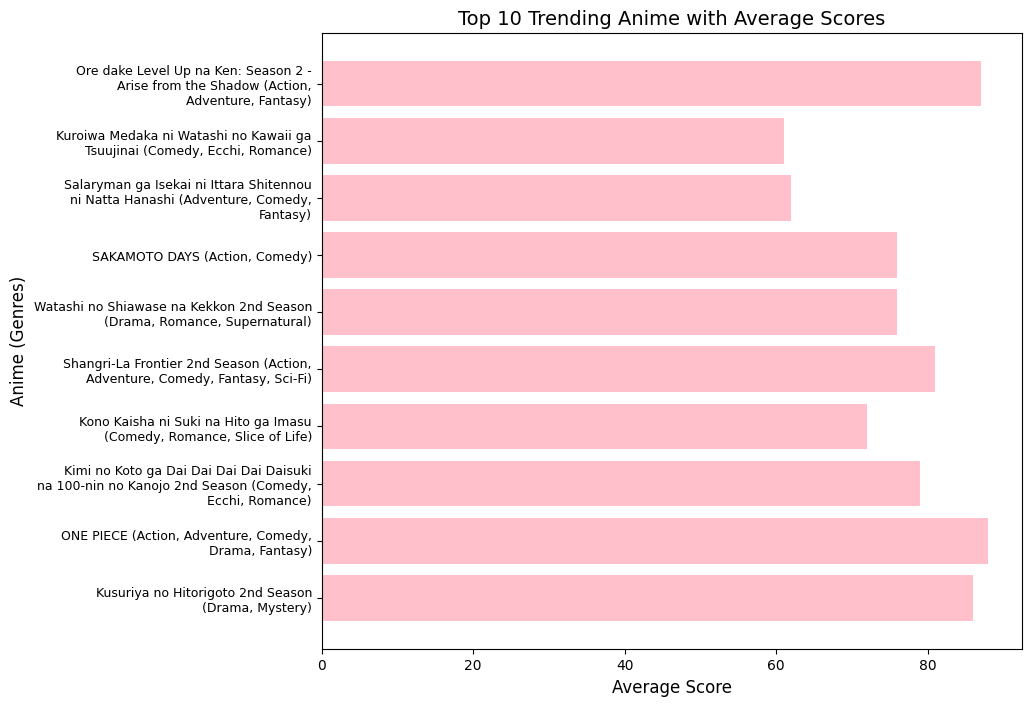 Top 10 Trending Anime with Average Scores
Ore dake Level Up na Ken: Season 2 -
Arise from the Shadow (Action,
Adventure, Fantasy)
Kuroiwa Medaka ni Watashi no Kawaii ga
Tsuujinai (Comedy, Ecchi, Romance)
Salaryman ga Isekai ni Ittara Shitennou
ni Natta Hanashi (Adventure, Comedy,
Fantasy)
SAKAMOTO DAYS (Action, Comedy)
Watashi no Shiawase na Kekkon 2nd Season
(Drama, Romance, Supernatural)
Shangri-La Frontier 2nd Season (Action,
Adventure, Comedy, Fantasy, Sci-Fi)
Kono Kaisha ni Suki na Hito ga Imasu
(Comedy, Romance, Slice of Life)
Kimi no Koto ga Dai Dai Dai Dai Daisuki
na 100-nin no Kanojo 2nd Season (Comedy,
Ecchi, Romance)
ONE PIECE (Action, Adventure, Comedy,
Drama, Fantasy)
Kusuriya no Hitorigoto 2nd Season
(Drama, Mystery)
Anime (Genres)
0 20 40 60 80
Average Score